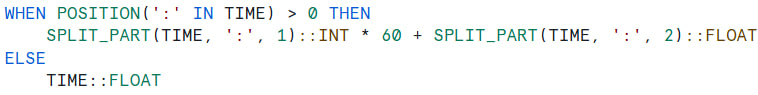 WHEN POSITION(':' IN TIME) > 0 THEN
    SPLIT_PART(TIME, ':', 1)::INT * 60 + SPLIT_PART(TIME, ':', 2)::FLOAT
ELSE
    TIME::FLOAT